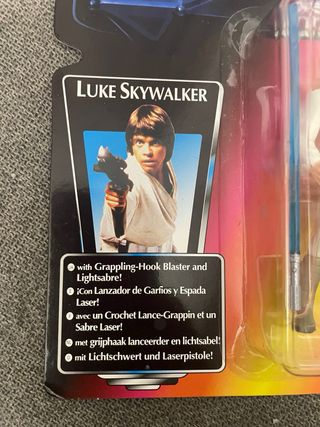 LUKE SKYWALKER
with Grappling-Hook Blaster and
Lightsabre!
¡Con Lanzador de Garfios y Espada
Laser!
avec un Crochet Lance-Grappin et un
Sabre Laser!
met grijphaak lanceerder en lichtsabel!
mit Lichtschwert und Laserpistole!